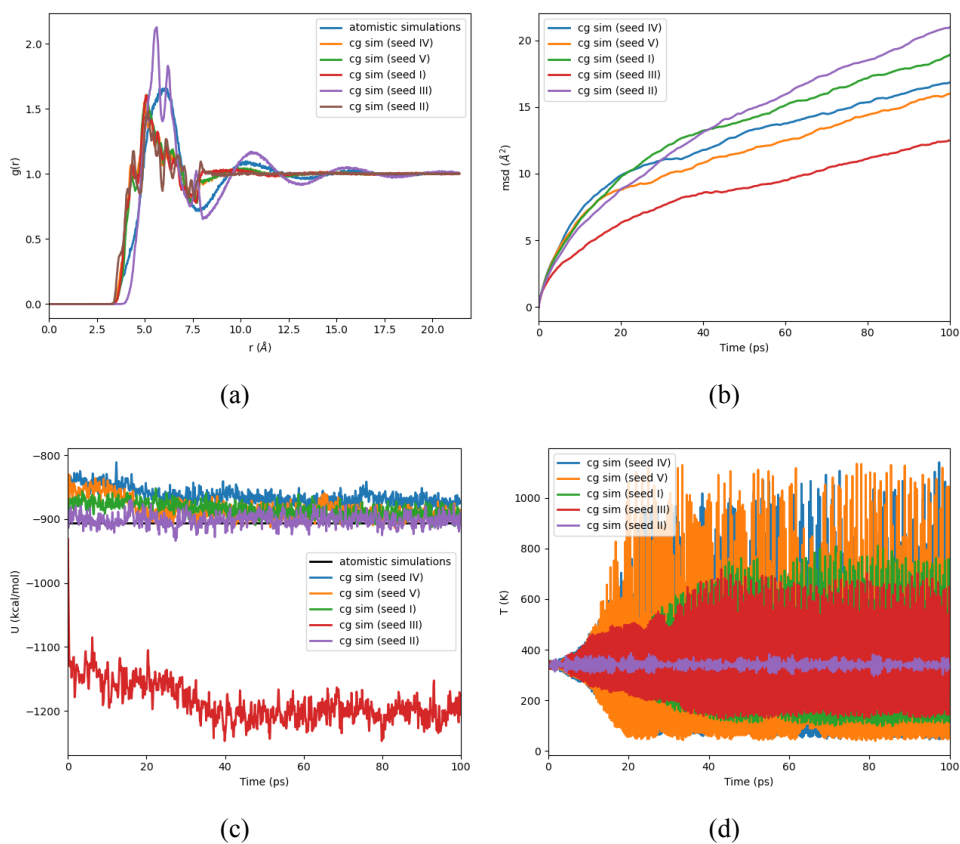 atomistic simulations
cg sim (seed IV)
cg sim (seed V)
cg sim (seed I)
cg sim (seed III)
cg sim (seed II)
g(r)
2.0
1.5
1.0
0.5
0.0
0.0 2.5 5.0 7.5 10.0 12.5 15.0 17.5 20.0
r (Å)
(a)
cg sim (seed IV)
cg sim (seed V)
cg sim (seed I)
cg sim (seed III)
cg sim (seed II)
msd (Å²)
20
15
10
5
0
0 20 40 60 80 100
Time (ps)
(b)
U (kcal/mol)
−800
−900
−1000
−1100
−1200
atomistic simulations
cg sim (seed IV)
cg sim (seed V)
cg sim (seed I)
cg sim (seed III)
cg sim (seed II)
0 20 40 60 80 100
Time (ps)
(c)
cg sim (seed IV)
cg sim (seed V)
cg sim (seed I)
cg sim (seed III)
cg sim (seed II)
T (K)
1000
800
600
400
200
0
0 20 40 60 80 100
Time (ps)
(d)